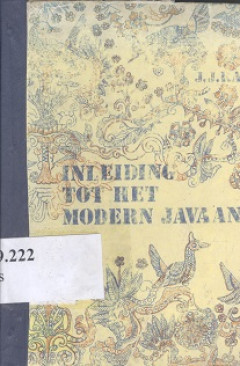 J.J.
INLEIDING
TOT HET
MODERN JAVAAN
9.222
s